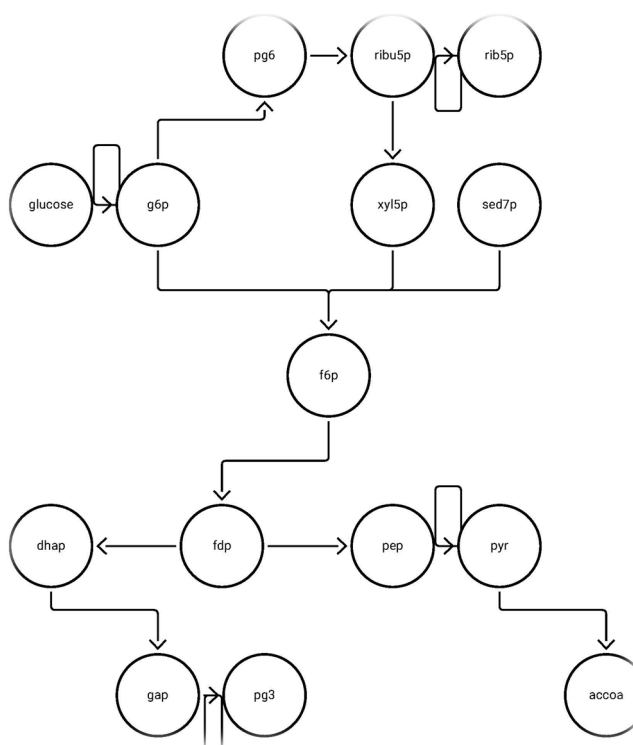 pg6 ribu5p rib5p
glucose g6p xyl5p sed7p
f6p
dhap fdp pep pyr
gap pg3 accoa